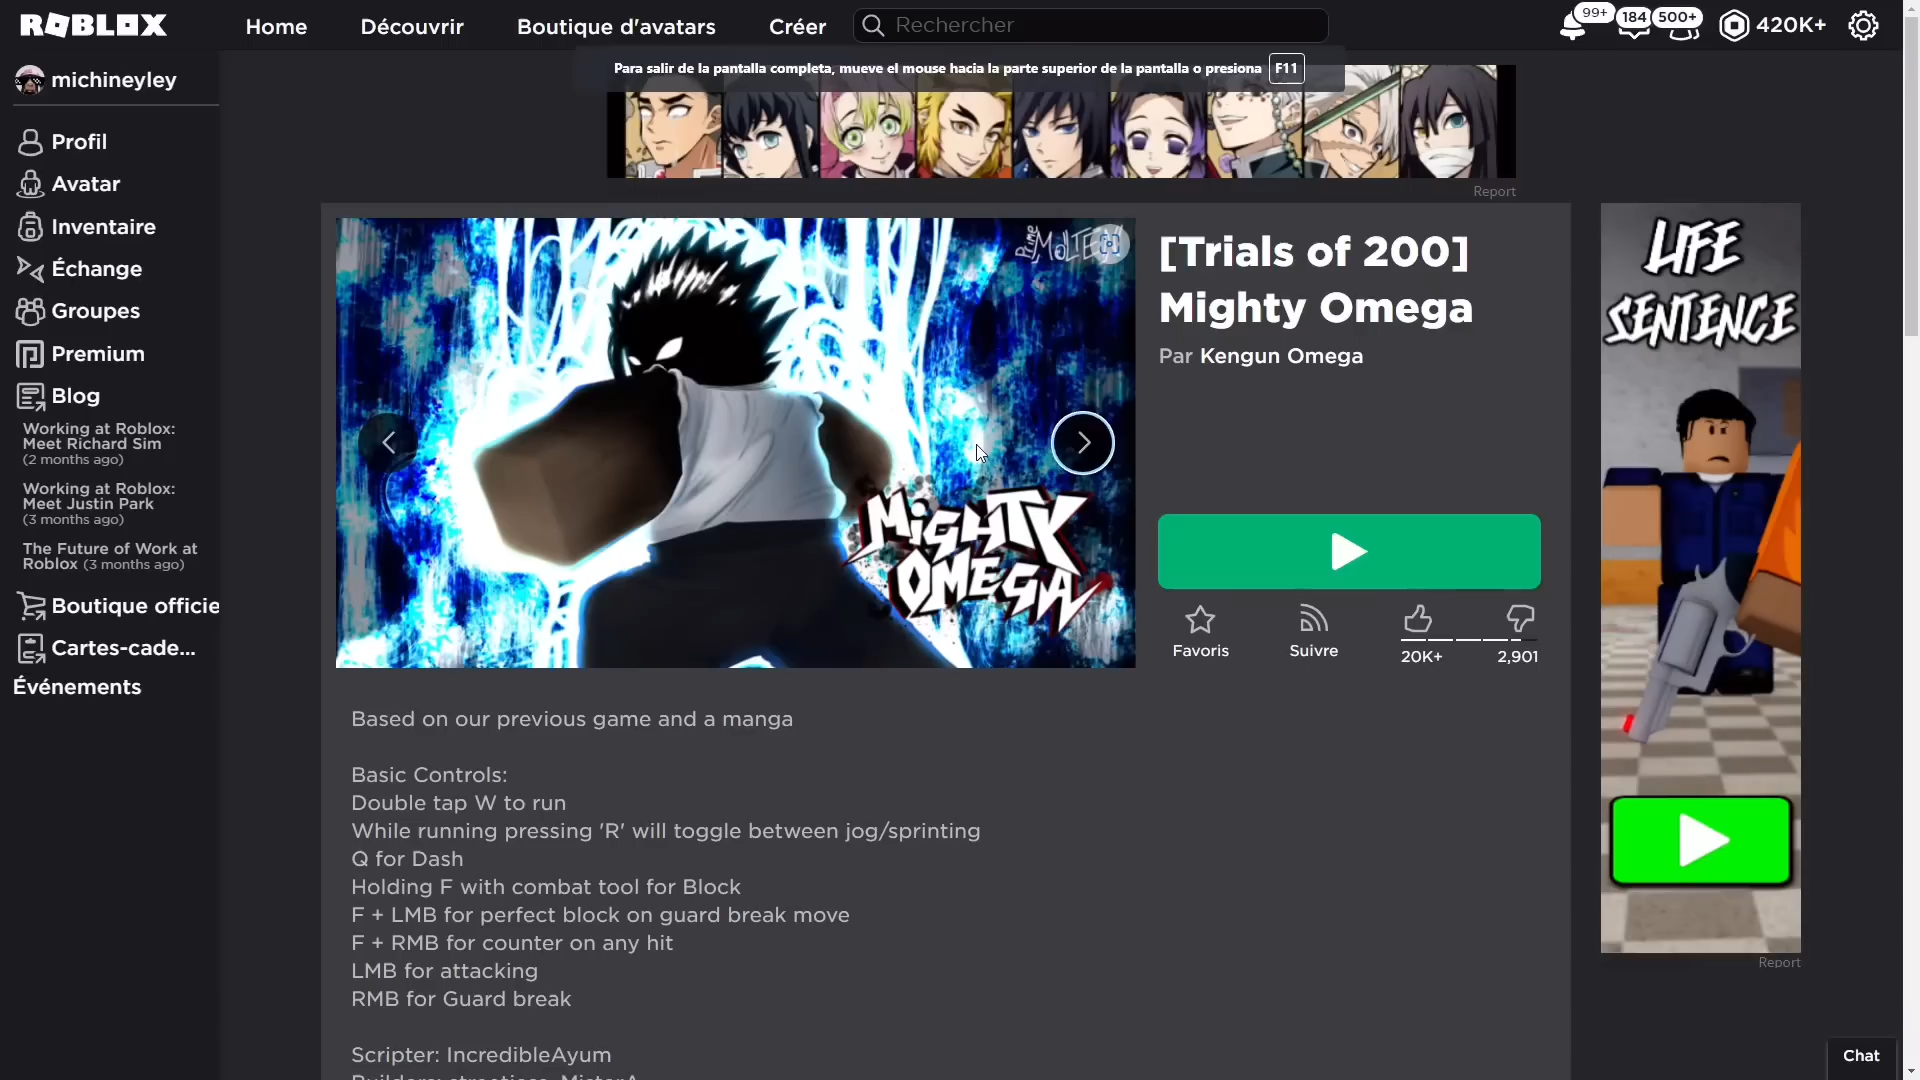 ROBLOX
Home
Découvrir
Boutique d'avatars
Créer
Rechercher
99+
184
500+
420K+
Para salir de la pantalla completa, mueve el mouse hacia la parte superior de la pantalla o presiona F11
michineyley
Profil
Avatar
Inventaire
Échange
Groupes
Premium
Blog
Working at Roblox:
Meet Richard Sim
(2 months ago)
Working at Roblox:
Meet Justin Park
(3 months ago)
The Future of Work at
Roblox (3 months ago)
Boutique officie
Cartes-cade...
Événements
Report
MIGHTY
OMEGA
[Trials of 200]
Mighty Omega
Par Kengun Omega
Favoris
Suivre
20K+
2,901
Based on our previous game and a manga
Basic Controls:
Double tap W to run
While running pressing 'R' will toggle between jog/sprinting
Q for Dash
Holding F with combat tool for Block
F + LMB for perfect block on guard break move
F + RMB for counter on any hit
LMB for attacking
RMB for Guard break
Scripter: IncredibleAyum
LIFE
SENTENCE
Report
Chat